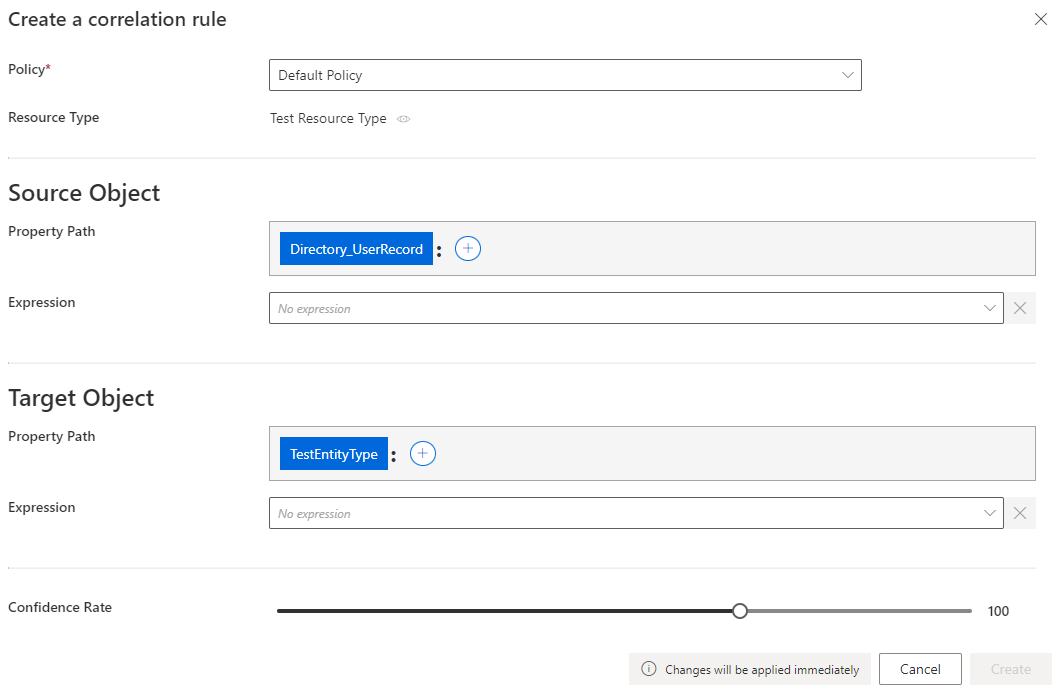 Create a correlation rule
Policy*
Default Policy
Resource Type
Test Resource Type
Source Object
Property Path
Directory_UserRecord :
Expression
No expression
Target Object
Property Path
TestEntityType :
Expression
No expression
Confidence Rate
100
Changes will be applied immediately
Cancel
Create